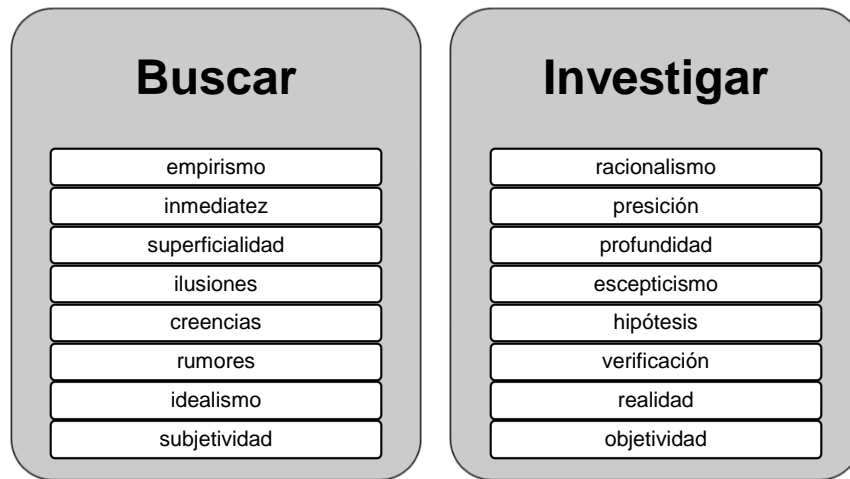 Buscar
empirismo
inmediatez
superficialidad
ilusiones
creencias
rumores
idealismo
subjetividad
Investigar
racionalismo
presición
profundidad
escepticismo
hipótesis
verificación
realidad
objetividad